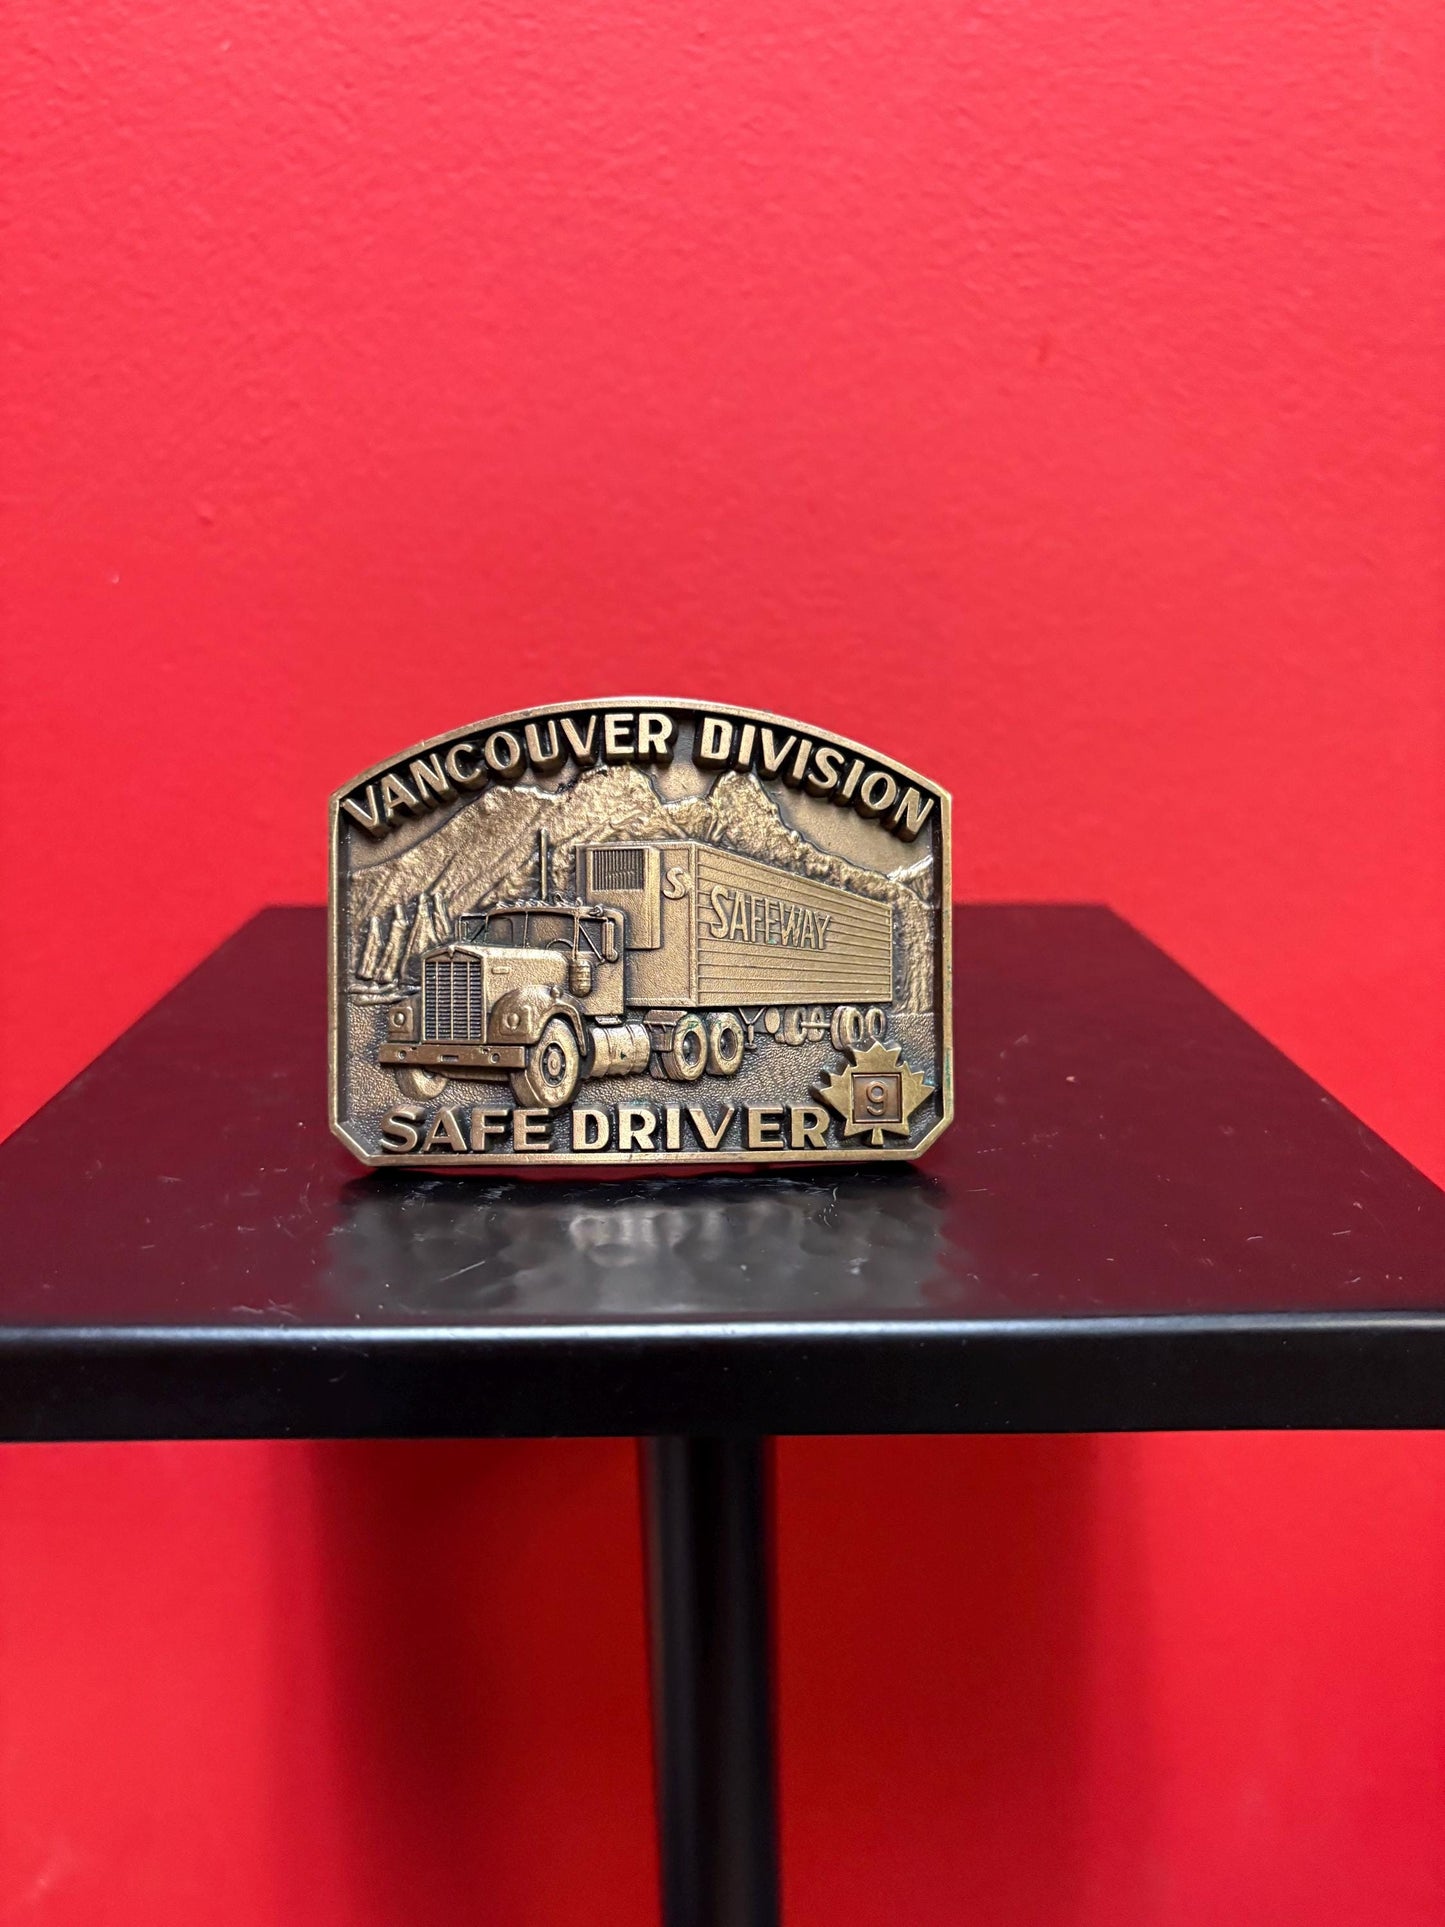 VANCOUVER DIVISION
S SAFEWAY
9
SAFE DRIVER